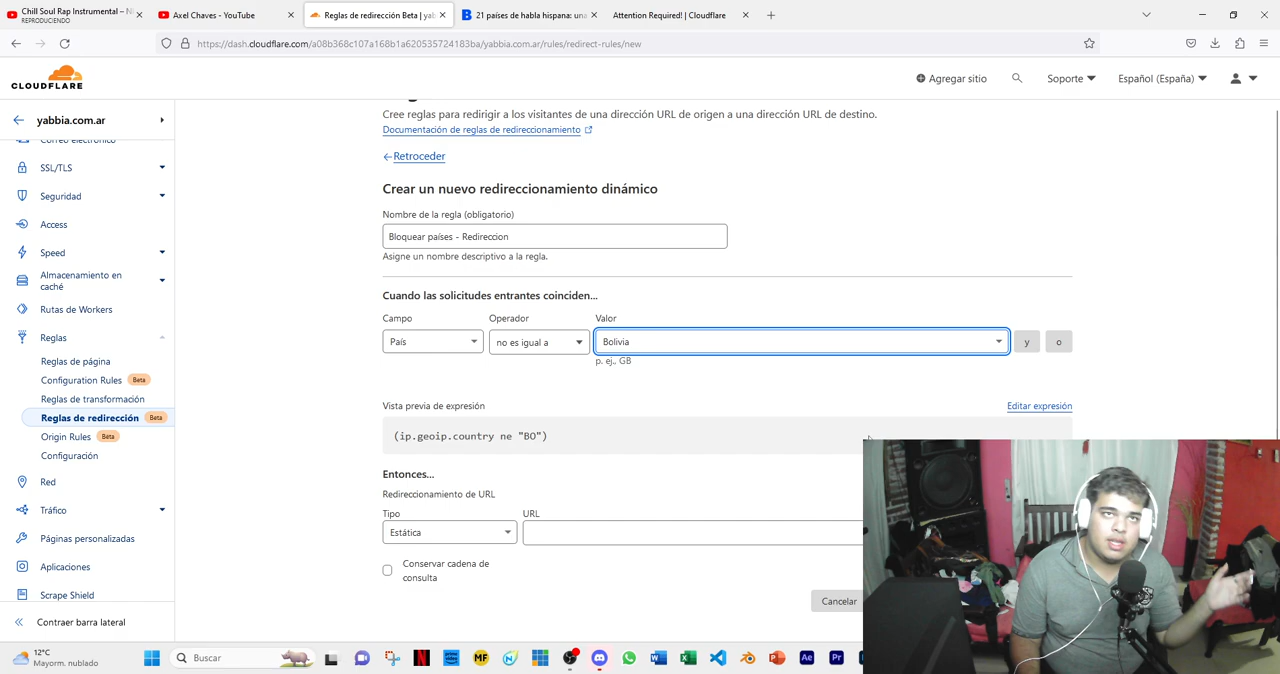 Chill Soul Rap Instrumental – Ni
REPRODUCIENDO
Axel Chaves - YouTube
Reglas de redirección Beta | yab
21 países de habla hispana: una
Attention Required! | Cloudflare
https://dash.cloudflare.com/a08b368c107a168b1a620535724183ba/yabbia.com.ar/rules/redirect-rules/new
CLOUDFLARE
Agregar sitio
Soporte
Español (España)
yabbia.com.ar
Correo electrónico
SSL/TLS
Seguridad
Access
Speed
Almacenamiento en
caché
Rutas de Workers
Reglas
Reglas de página
Configuration Rules Beta
Reglas de transformación
Reglas de redirección Beta
Origin Rules Beta
Configuración
Red
Tráfico
Páginas personalizadas
Aplicaciones
Scrape Shield
Contraer barra lateral
Cree reglas para redirigir a los visitantes de una dirección URL de origen a una dirección URL de destino.
Documentación de reglas de redireccionamiento
Retroceder
Crear un nuevo redireccionamiento dinámico
Nombre de la regla (obligatorio)
Bloquear países - Redireccion
Asigne un nombre descriptivo a la regla.
Cuando las solicitudes entrantes coinciden...
Campo Operador Valor
País no es igual a Bolivia y o
p. ej., GB
Vista previa de expresión Editar expresión
(ip.geoip.country ne "BO")
Entonces...
Redireccionamiento de URL
Tipo URL
Estática
Conservar cadena de
consulta
Cancelar
12°C
Mayorm. nublado
Buscar
MF
Ae
Pr